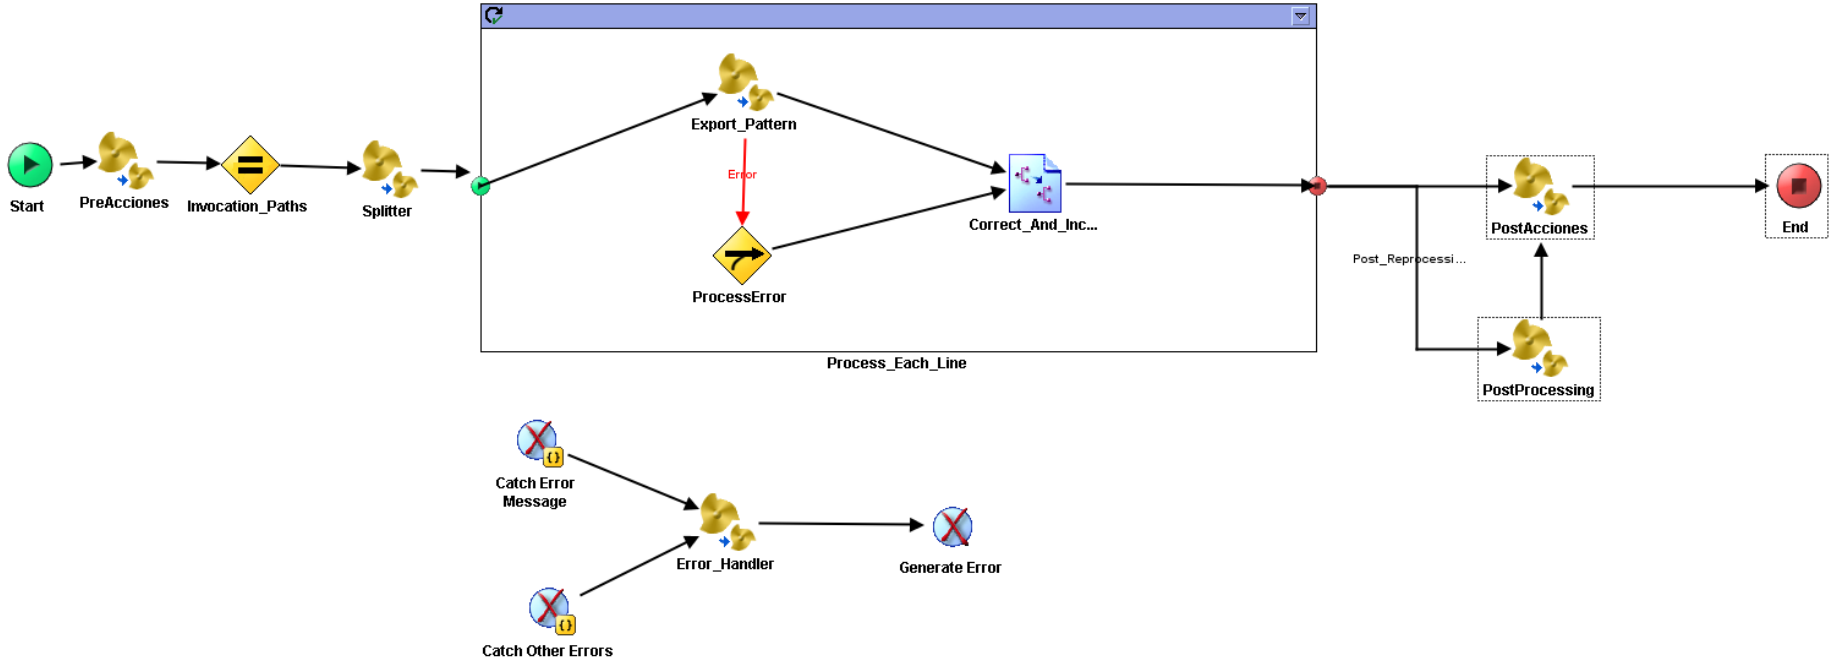 Start
PreAcciones
Invocation_Paths
Splitter
Export_Pattern
Error
ProcessError
Correct_And_Inc...
Process_Each_Line
Post_Reprocessi...
PostAcciones
End
PostProcessing
Catch Error
Message
Error_Handler
Generate Error
Catch Other Errors